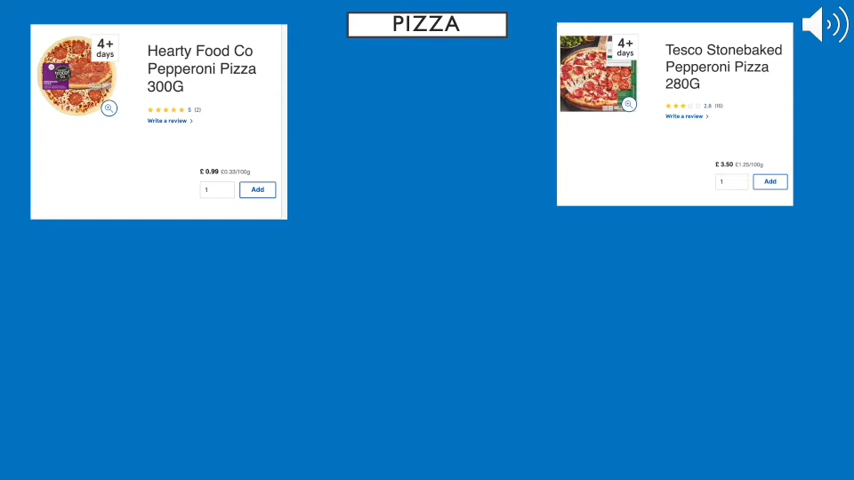 PIZZA
4+
days
Hearty Food Co
Pepperoni Pizza
300G
5 (2)
Write a review >
£ 0.99 £0.33/100g
1
Add
4+
days
Tesco Stonebaked
Pepperoni Pizza
280G
2.8 (15)
Write a review >
£ 3.50 £1.25/100g
1
Add